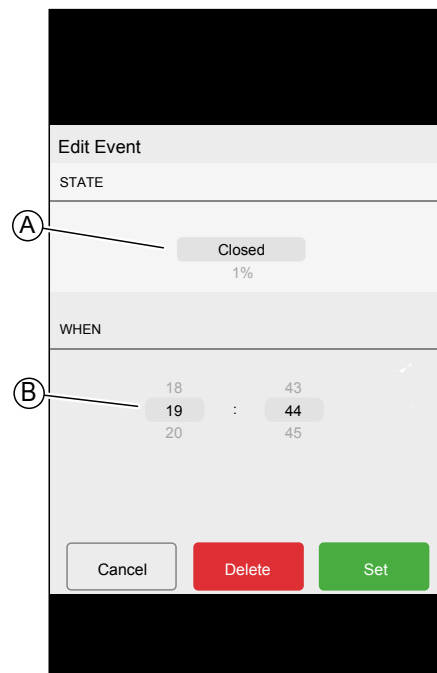 Edit Event
STATE
A
Closed
1%
WHEN
B
18 43
19 : 44
20 45
Cancel Delete Set